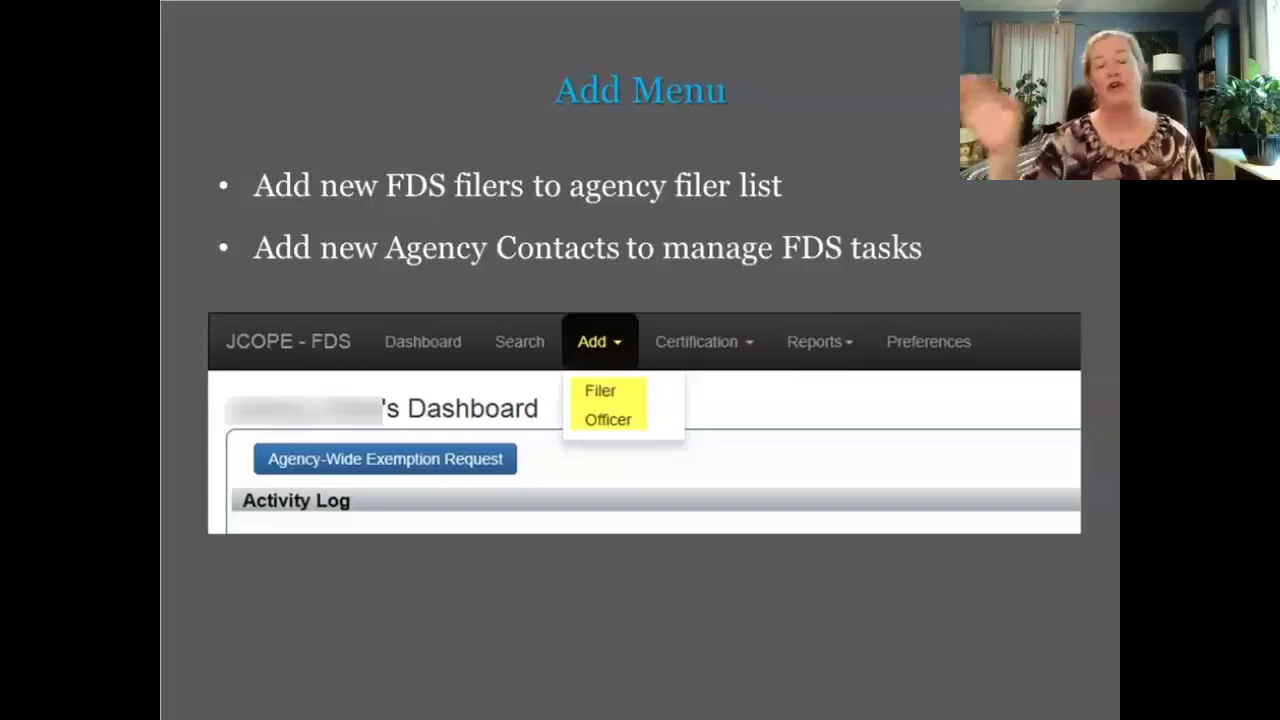 Add Menu
• Add new FDS filers to agency filer list
• Add new Agency Contacts to manage FDS tasks
JCOPE - FDS Dashboard Search Add Certification Reports Preferences
Filer
's Dashboard
Officer
Agency-Wide Exemption Request
Activity Log